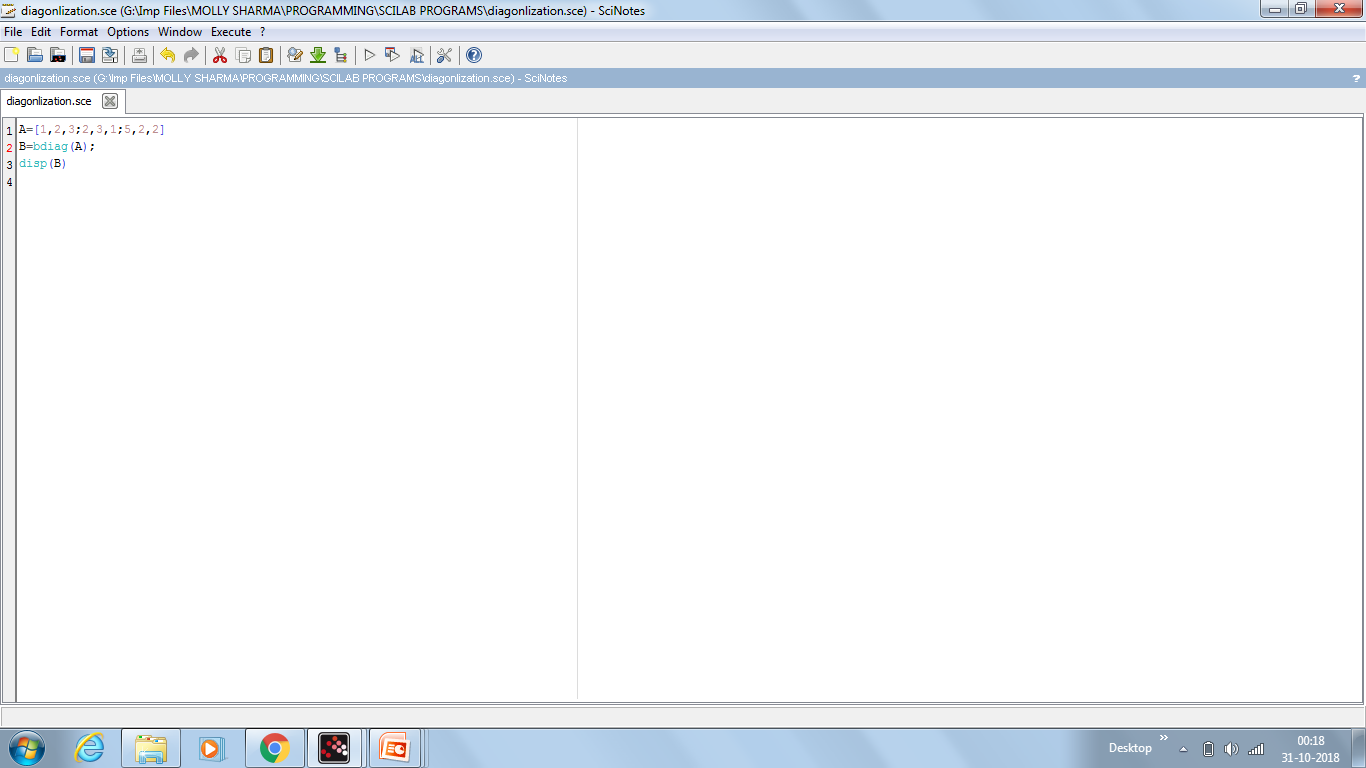 diagonlization.sce (G:\Imp Files\MOLLY SHARMA\PROGRAMMING\SCILAB PROGRAMS\diagonlization.sce) - SciNotes
File Edit Format Options Window Execute ?
diagonlization.sce (G:\Imp Files\MOLLY SHARMA\PROGRAMMING\SCILAB PROGRAMS\diagonlization.sce) - SciNotes ?
diagonlization.sce
1 A=[1,2,3;2,3,1;5,2,2]
2 B=bdiag(A);
3 disp(B)
4
Desktop »
00:18
31-10-2018